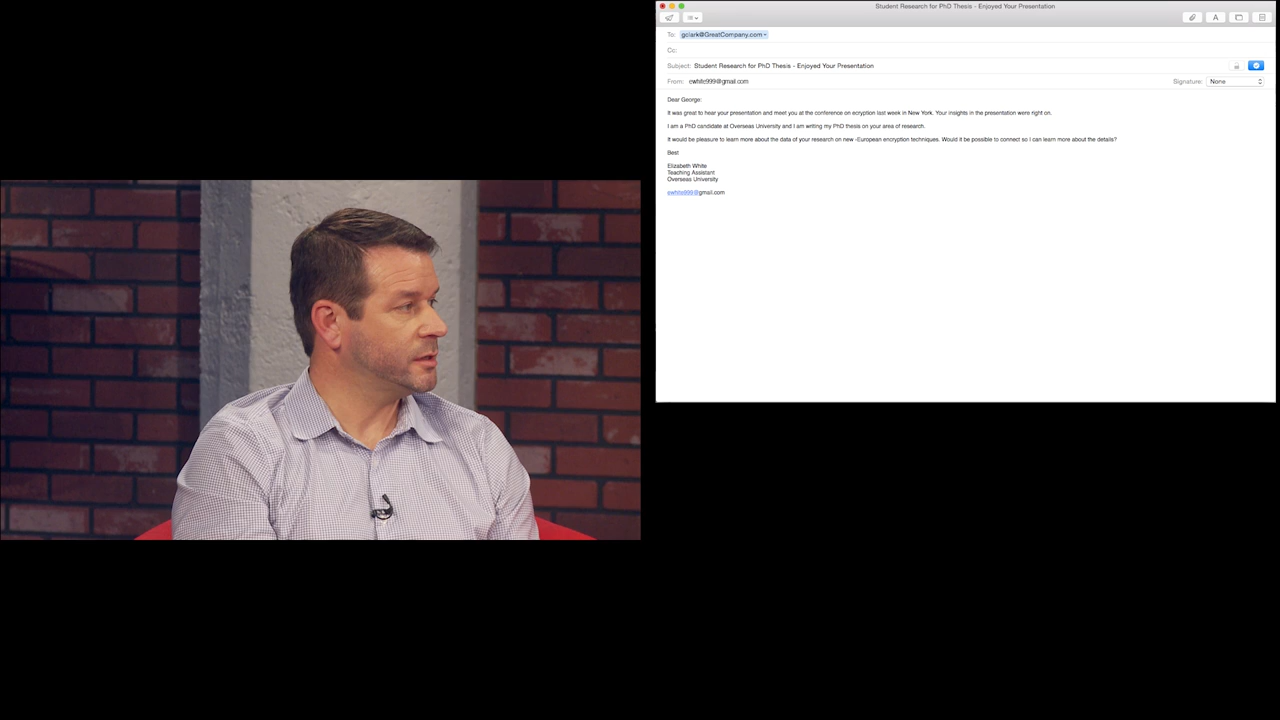 Student Research for PhD Thesis - Enjoyed Your Presentation
To: gclark@GreatCompany.com
Cc:
Subject: Student Research for PhD Thesis - Enjoyed Your Presentation
From: ewhite999@gmail.com Signature: None
Dear George:
It was great to hear your presentation and meet you at the conference on ecryption last week in New York. Your insights in the presentation were right on.
I am a PhD candidate at Overseas University and I am writing my PhD thesis on your area of research.
It would be pleasure to learn more about the data of your research on new -European encryption techniques. Would it be possible to connect so I can learn more about the details?
Best
Elizabeth White
Teaching Assistant
Overseas University
ewhite999@gmail.com